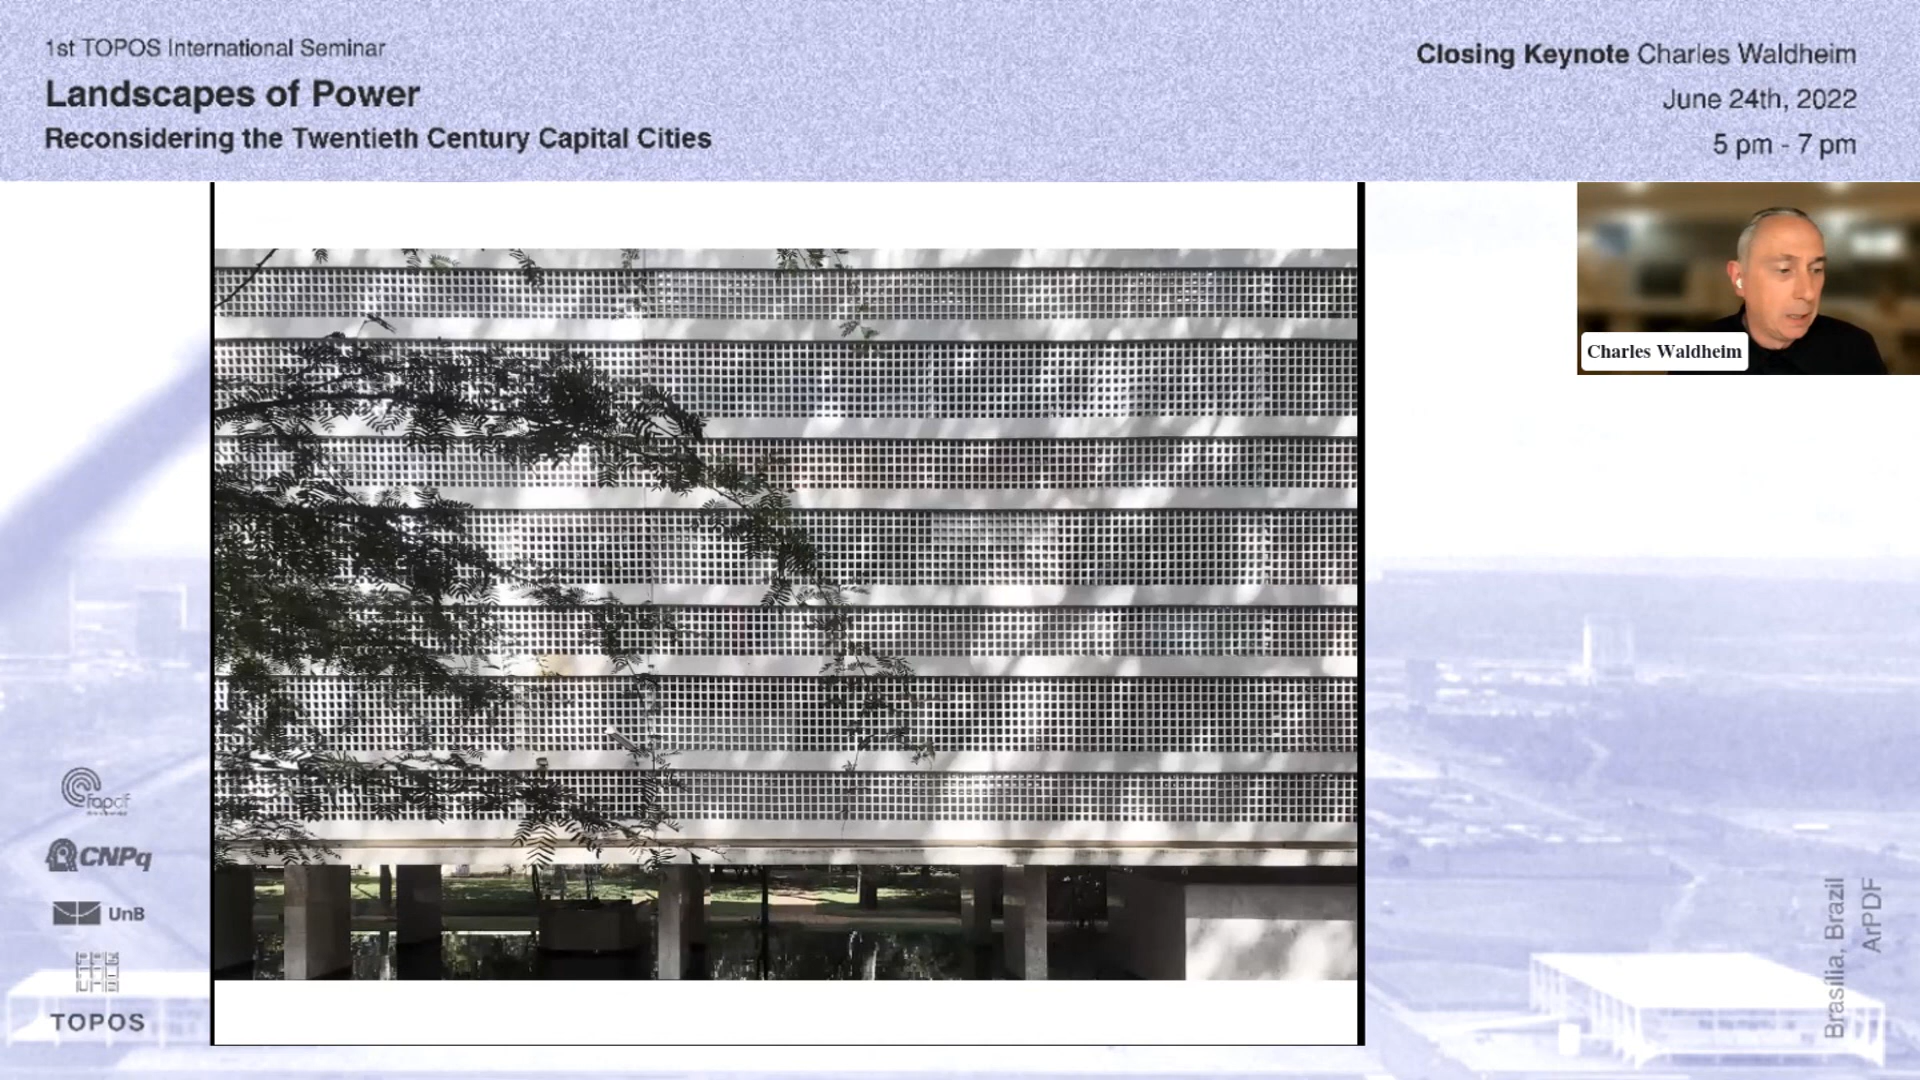 1st TOPOS International Seminar
Landscapes of Power
Reconsidering the Twentieth Century Capital Cities
Closing Keynote Charles Waldheim
June 24th, 2022
5 pm - 7 pm
Charles Waldheim
fapdf
CNPq
UnB
TOPOS
Brasília, Brazil
ArPDF